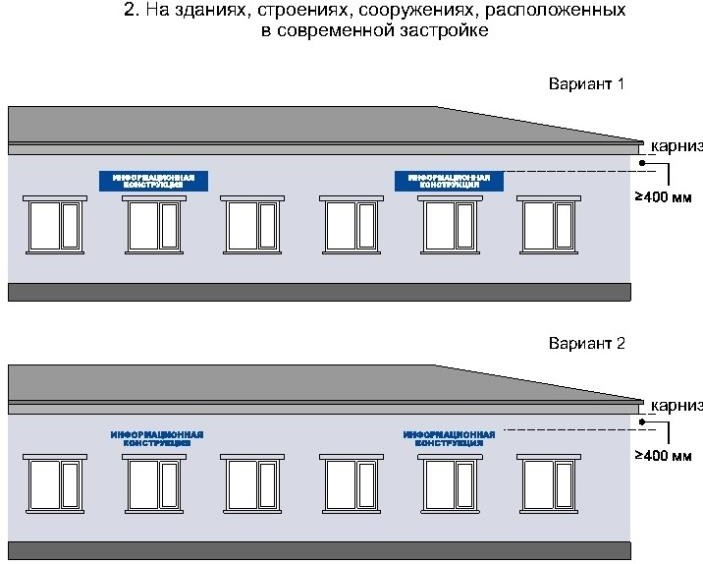 2. На зданиях, строениях, сооружениях, расположенных
в современной застройке
Вариант 1
карниз
ИНФОРМАЦИОННАЯ
КОНСТРУКЦИЯ
ИНФОРМАЦИОННАЯ
КОНСТРУКЦИЯ
≥400 мм
Вариант 2
карниз
ИНФОРМАЦИОННАЯ
КОНСТРУКЦИЯ
ИНФОРМАЦИОННАЯ
КОНСТРУКЦИЯ
≥400 мм